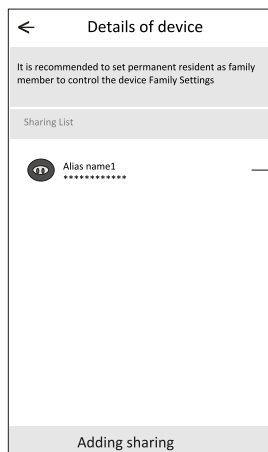 Details of device
It is recommended to set permanent resident as family
member to control the device Family Settings
Sharing List
Alias name1
************
Adding sharing